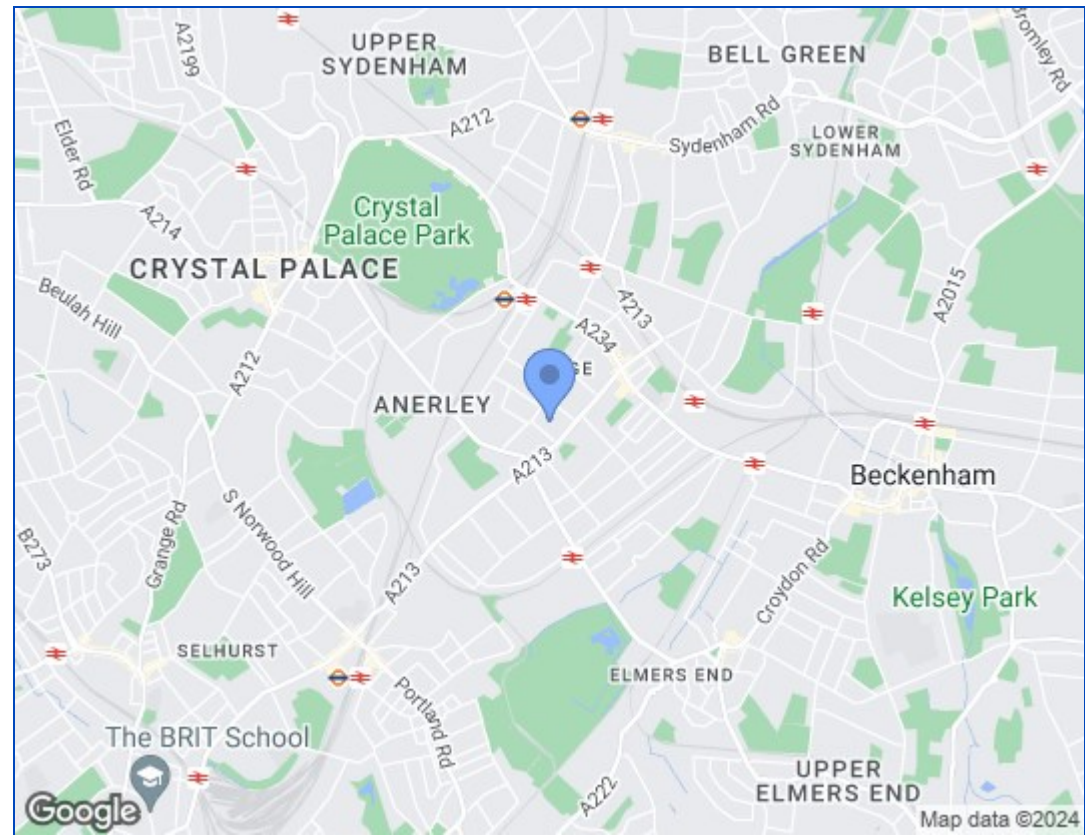 A2199
UPPER
SYDENHAM
BELL GREEN
Bromley Rd
A212
Sydenham Rd
LOWER
SYDENHAM
Elder Rd
A214
Crystal
Palace Park
CRYSTAL PALACE
Beulah Hill
A213
A2015
A234
A212
GE
ANERLEY
A213
Beckenham
S Norwood Hill
Grange Rd
B273
A213
Croydon Rd
Kelsey Park
SELHURST
ELMERS END
Portland Rd
The BRIT School
UPPER
ELMERS END
A222
Google
Map data ©2024